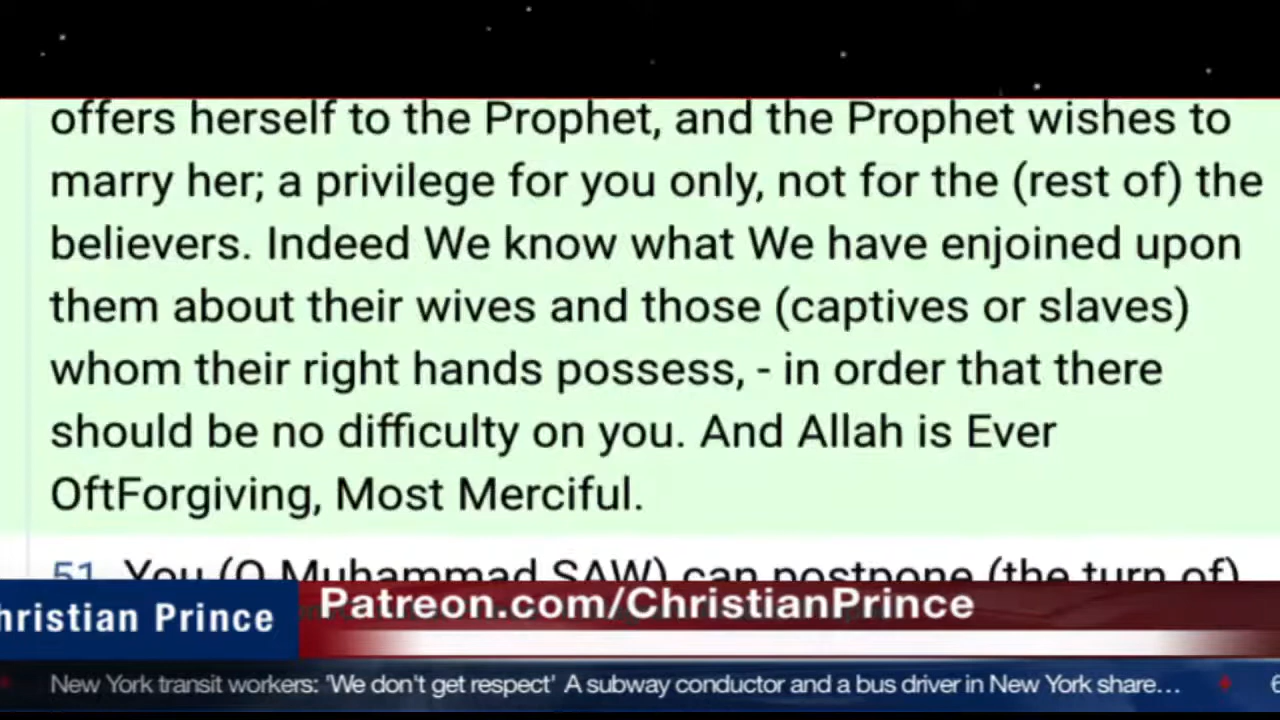 offers herself to the Prophet, and the Prophet wishes to
marry her; a privilege for you only, not for the (rest of) the
believers. Indeed We know what We have enjoined upon
them about their wives and those (captives or slaves)
whom their right hands possess, - in order that there
should be no difficulty on you. And Allah is Ever
OftForgiving, Most Merciful.
51. You (O Muhammad SAW) can postpone (the turn of)
hristian Prince
Patreon.com/ChristianPrince
New York transit workers: 'We don't get respect' A subway conductor and a bus driver in New York share...